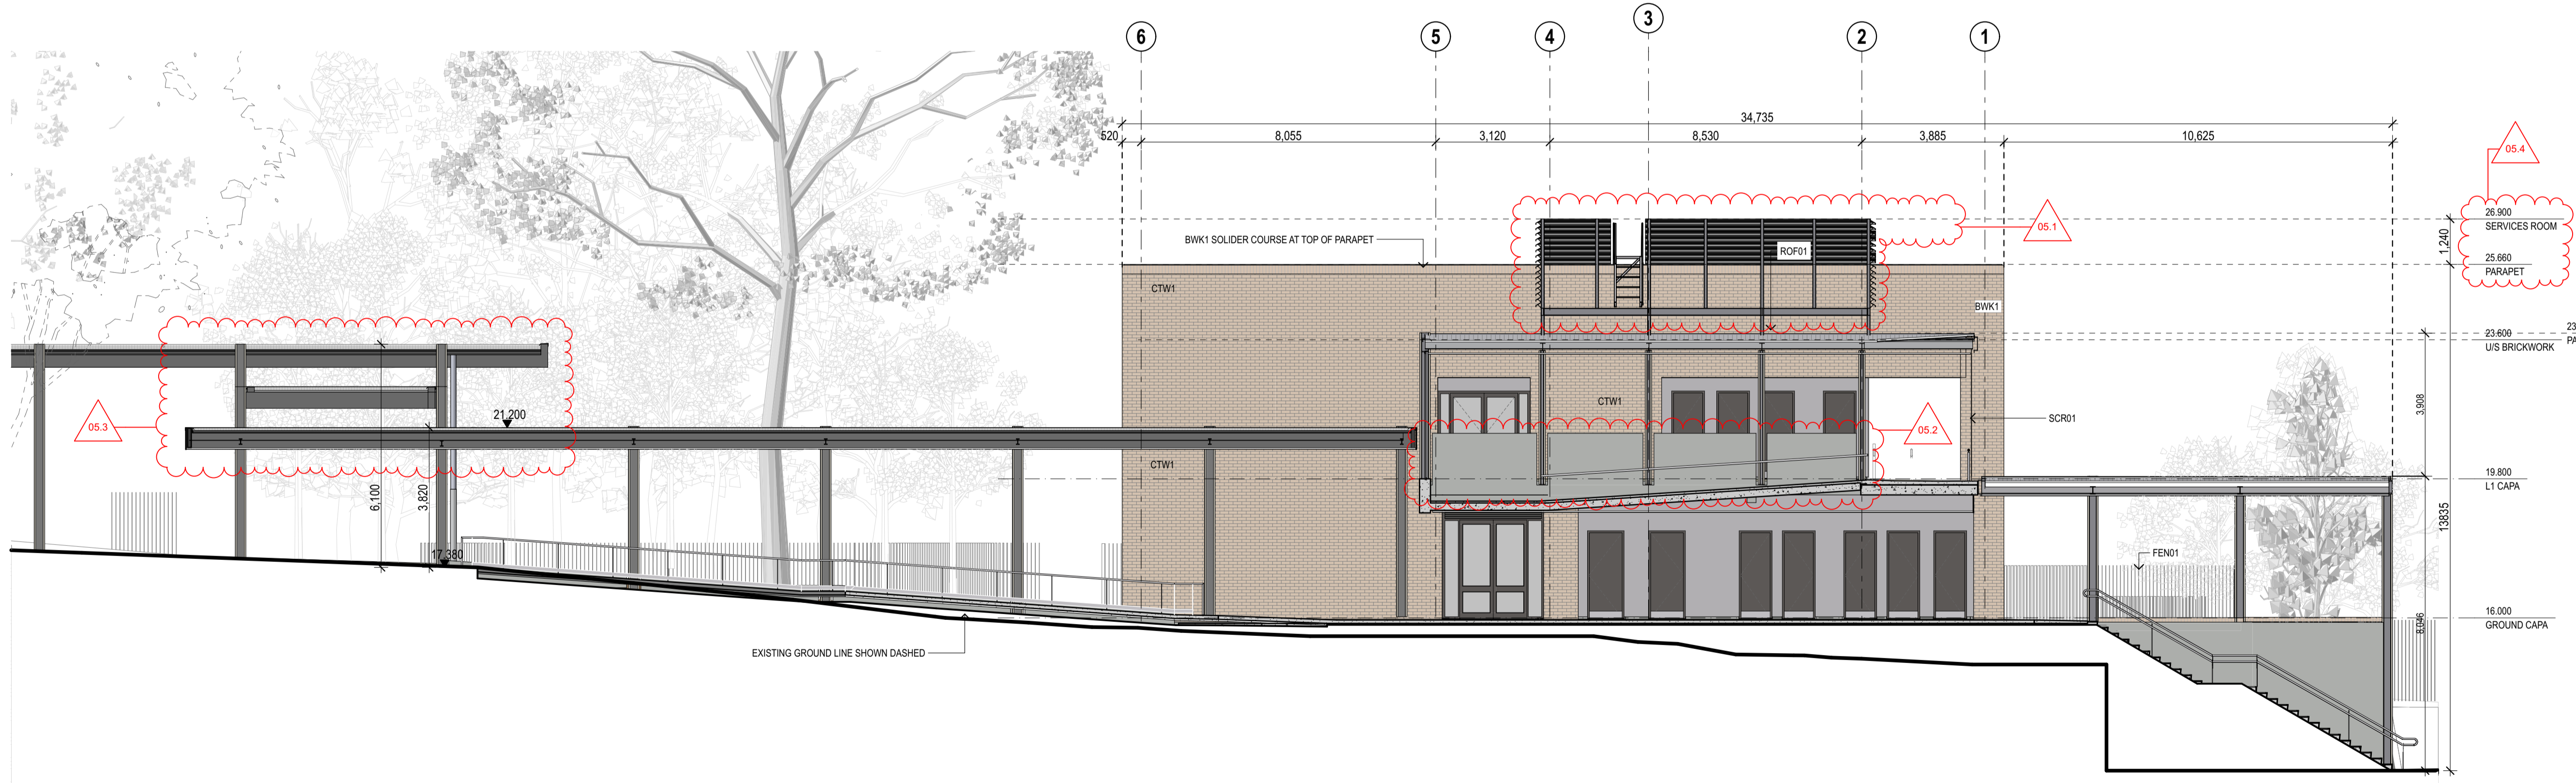 6
5
4
3
2
1
34,735
520
8,055
3,120
8,530
3,885
10,625
05.4
26.900
SERVICES ROOM
1,240
25.660
PARAPET
05.1
BWK1 SOLIDER COURSE AT TOP OF PARAPET
ROF01
CTW1
BWK1
23.600
U/S BRICKWORK
23
PA
3,908
CTW1
SCR01
05.2
05.3
21,200
CTW1
6,100
3,820
19.800
L1 CAPA
13835
17,380
FEN01
16.000
GROUND CAPA
8,046
EXISTING GROUND LINE SHOWN DASHED